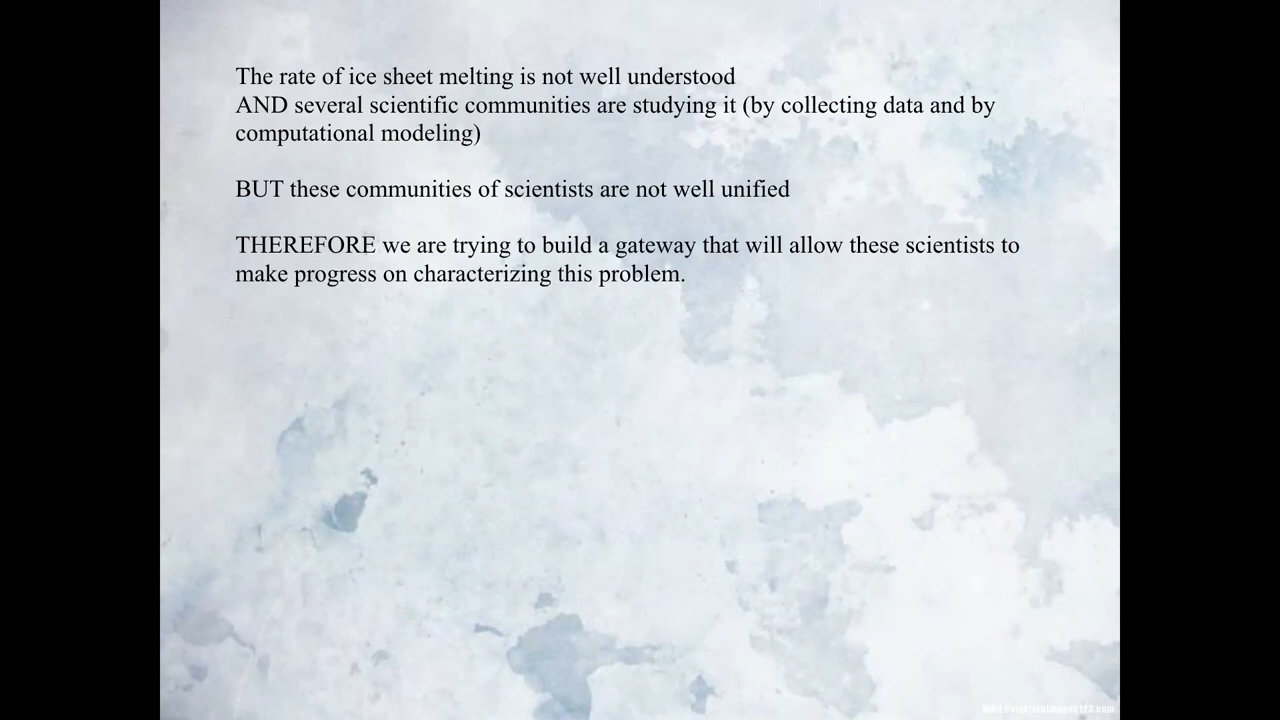 The rate of ice sheet melting is not well understood
AND several scientific communities are studying it (by collecting data and by
computational modeling)
BUT these communities of scientists are not well unified
THEREFORE we are trying to build a gateway that will allow these scientists to
make progress on characterizing this problem.